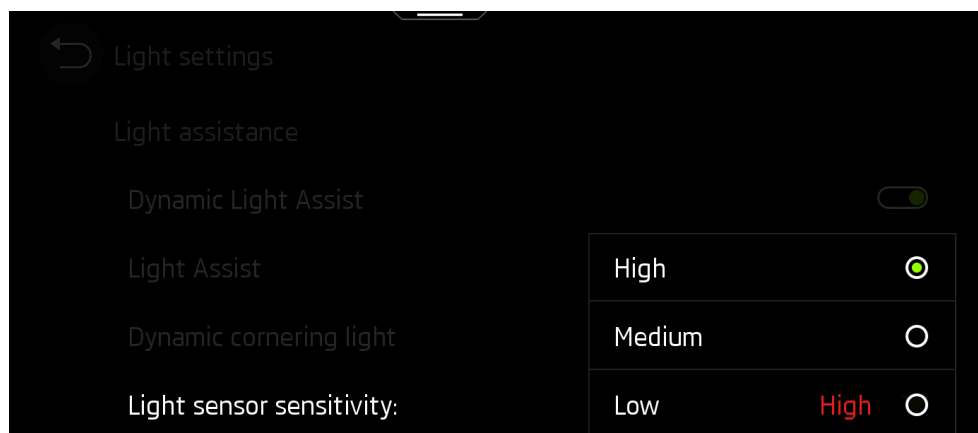 Light settings
Light assistance
Dynamic Light Assist
Light Assist
High
Dynamic cornering light
Medium
Light sensor sensitivity:
Low High